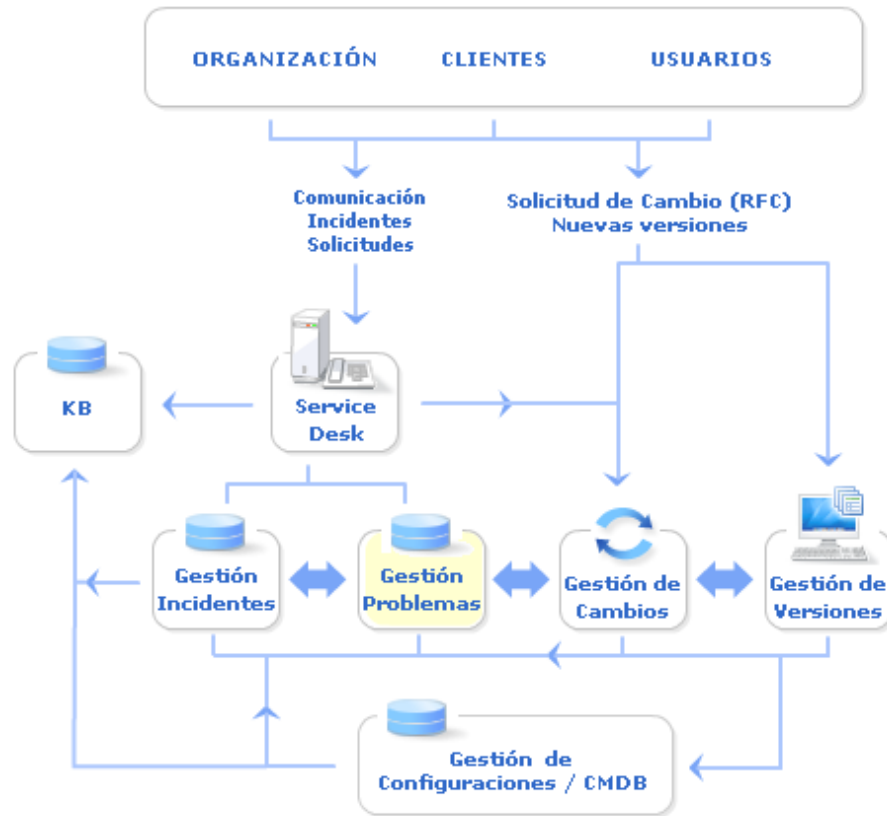 ORGANIZACIÓN CLIENTES USUARIOS
Comunicación
Incidentes
Solicitudes
Solicitud de Cambio (RFC)
Nuevas versiones
KB
Service
Desk
Gestión
Incidentes
Gestión
Problemas
Gestión de
Cambios
Gestión de
Versiones
Gestión de
Configuraciones / CMDB